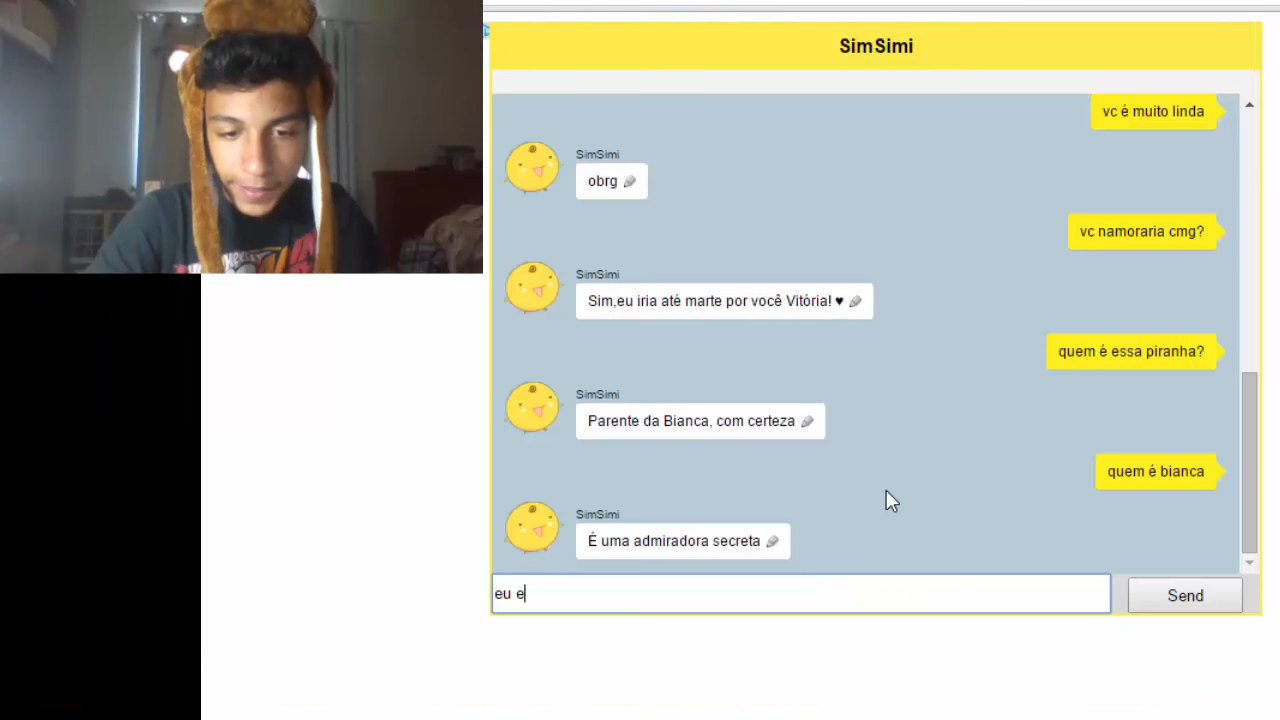 SimSimi
vc é muito linda
SimSimi
obrg
vc namoraria cmg?
SimSimi
Sim,eu iria até marte por você Vitória! ♥
quem é essa piranha?
SimSimi
Parente da Bianca, com certeza
quem é bianca
SimSimi
É uma admiradora secreta
eu e
Send